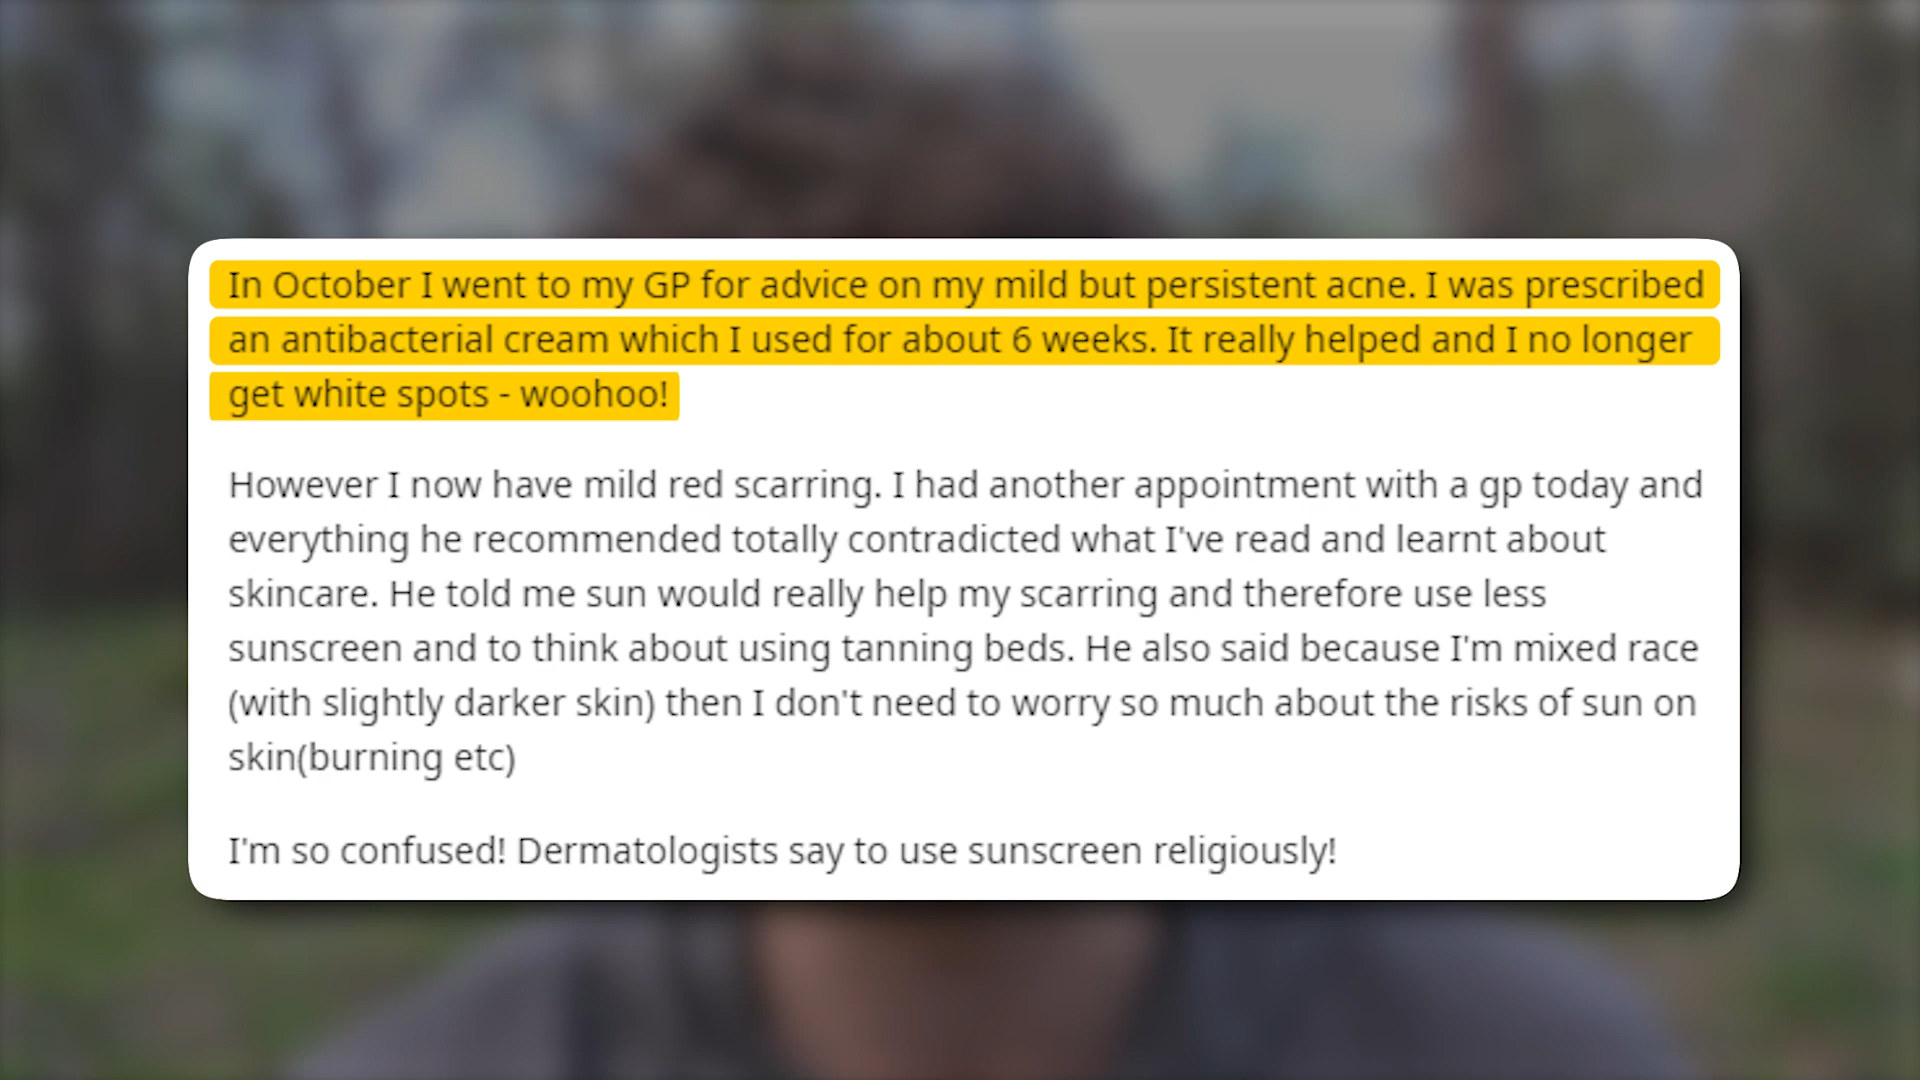 In October I went to my GP for advice on my mild but persistent acne. I was prescribed
an antibacterial cream which I used for about 6 weeks. It really helped and I no longer
get white spots - woohoo!
However I now have mild red scarring. I had another appointment with a gp today and
everything he recommended totally contradicted what I've read and learnt about
skincare. He told me sun would really help my scarring and therefore use less
sunscreen and to think about using tanning beds. He also said because I'm mixed race
(with slightly darker skin) then I don't need to worry so much about the risks of sun on
skin(burning etc)
I'm so confused! Dermatologists say to use sunscreen religiously!